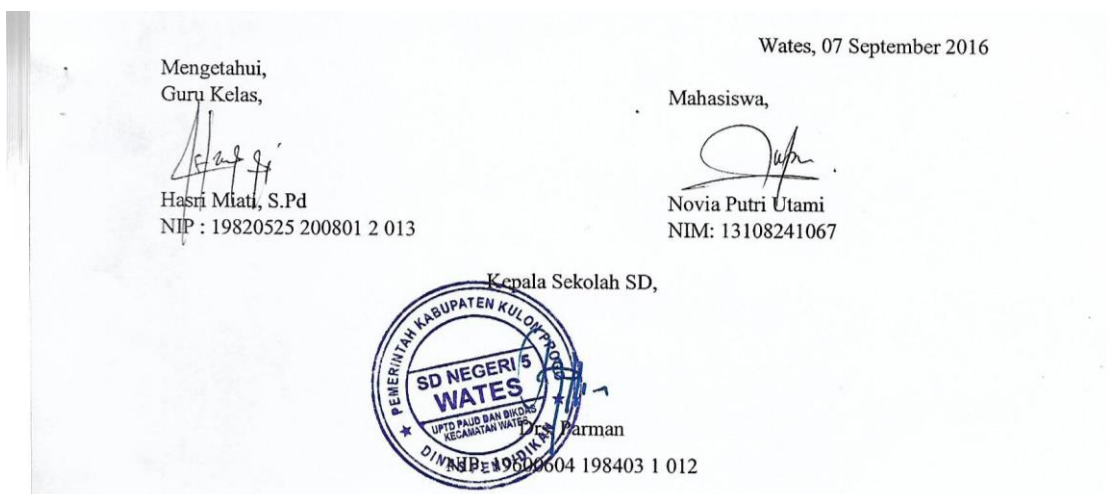 Wates, 07 September 2016
Mengetahui,
Guru Kelas,
Mahasiswa,
Hasri Miati, S.Pd
NIP : 19820525 200801 2 013
Novia Putri Utami
NIM: 13108241067
Kepala Sekolah SD,
PEMERINTAH KABUPATEN KULON PROGO
SD NEGERI 5
WATES
UPTD PAUD DAN DIKDAS
KECAMATAN WATES
DINAS PENDIDIKAN
Drs. Parman
NIP: 19600604 198403 1 012